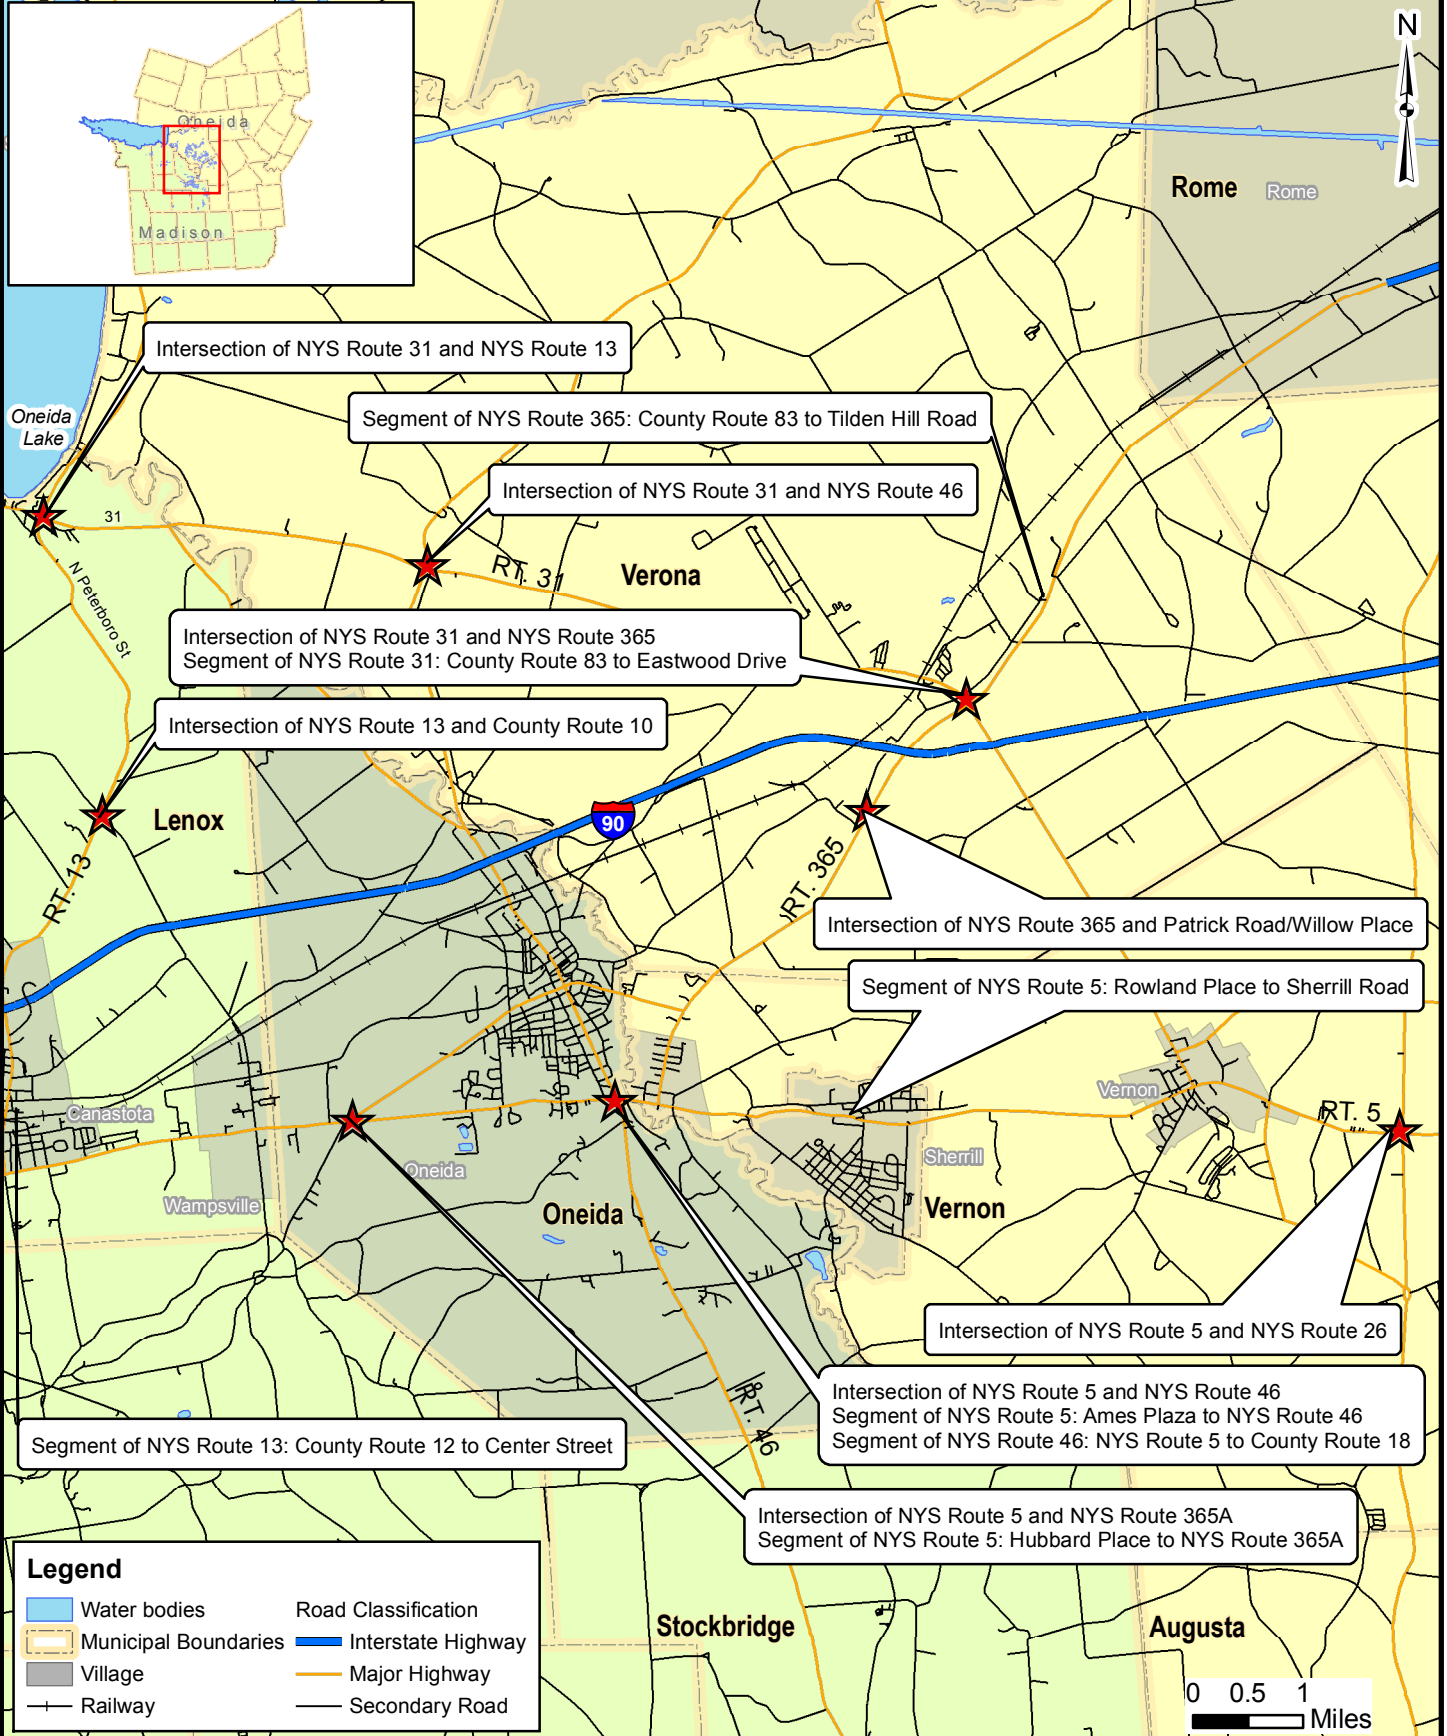 N
Oneida
Madison
Rome
Rome
Intersection of NYS Route 31 and NYS Route 13
Oneida
Lake
Segment of NYS Route 365: County Route 83 to Tilden Hill Road
Intersection of NYS Route 31 and NYS Route 46
31
RT. 31
Verona
N Peterboro St
Intersection of NYS Route 31 and NYS Route 365
Segment of NYS Route 31: County Route 83 to Eastwood Drive
Intersection of NYS Route 13 and County Route 10
Lenox
90
RT. 13
RT. 365
Intersection of NYS Route 365 and Patrick Road/Willow Place
Segment of NYS Route 5: Rowland Place to Sherrill Road
Canastota
Vernon
RT. 5
Oneida
Sherrill
Wampsville
Oneida
Vernon
Intersection of NYS Route 5 and NYS Route 26
Intersection of NYS Route 5 and NYS Route 46
Segment of NYS Route 5: Ames Plaza to NYS Route 46
Segment of NYS Route 46: NYS Route 5 to County Route 18
RT. 46
Segment of NYS Route 13: County Route 12 to Center Street
Intersection of NYS Route 5 and NYS Route 365A
Segment of NYS Route 5: Hubbard Place to NYS Route 365A
Legend
Water bodies
Municipal Boundaries
Village
Railway
Road Classification
Interstate Highway
Major Highway
Secondary Road
Stockbridge
Augusta
0 0.5 1
Miles